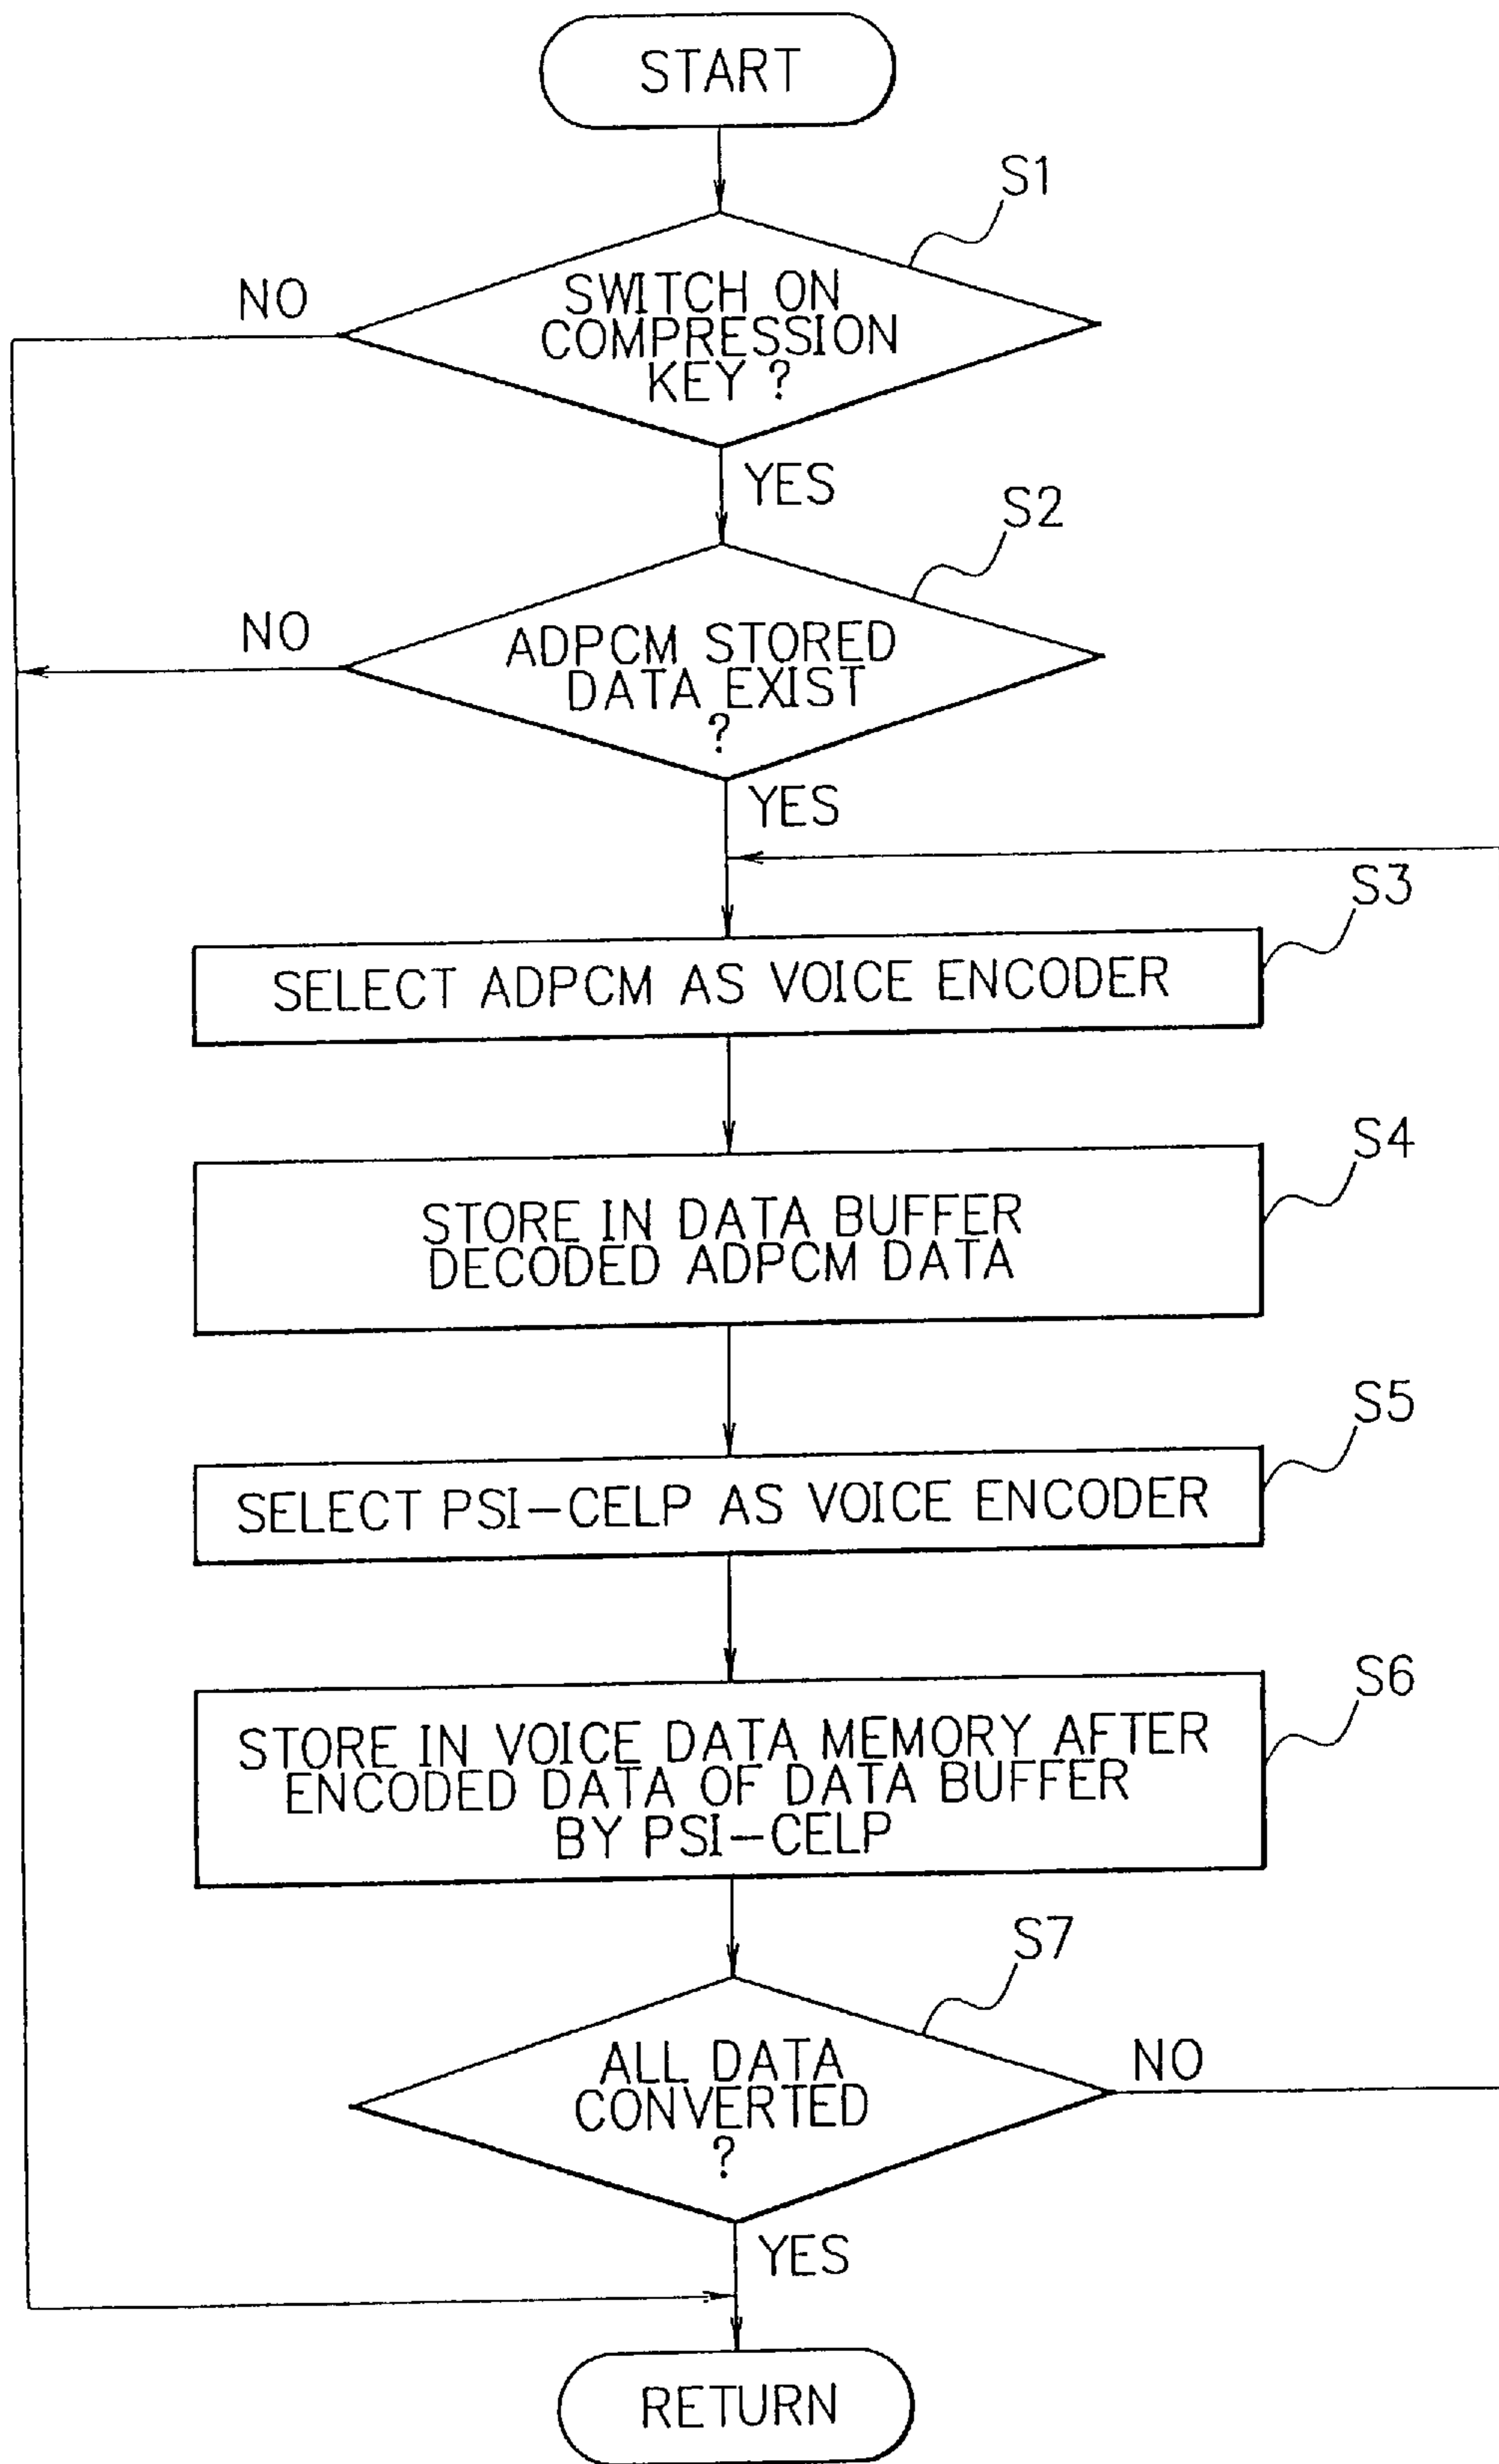 START
S1
NO
SWITCH ON
COMPRESSION
KEY ?
YES
S2
NO
ADPCM STORED
DATA EXIST
?
YES
S3
SELECT ADPCM AS VOICE ENCODER
S4
STORE IN DATA BUFFER
DECODED ADPCM DATA
S5
SELECT PSI-CELP AS VOICE ENCODER
S6
STORE IN VOICE DATA MEMORY AFTER
ENCODED DATA OF DATA BUFFER
BY PSI-CELP
S7
ALL DATA
CONVERTED
?
NO
YES
RETURN